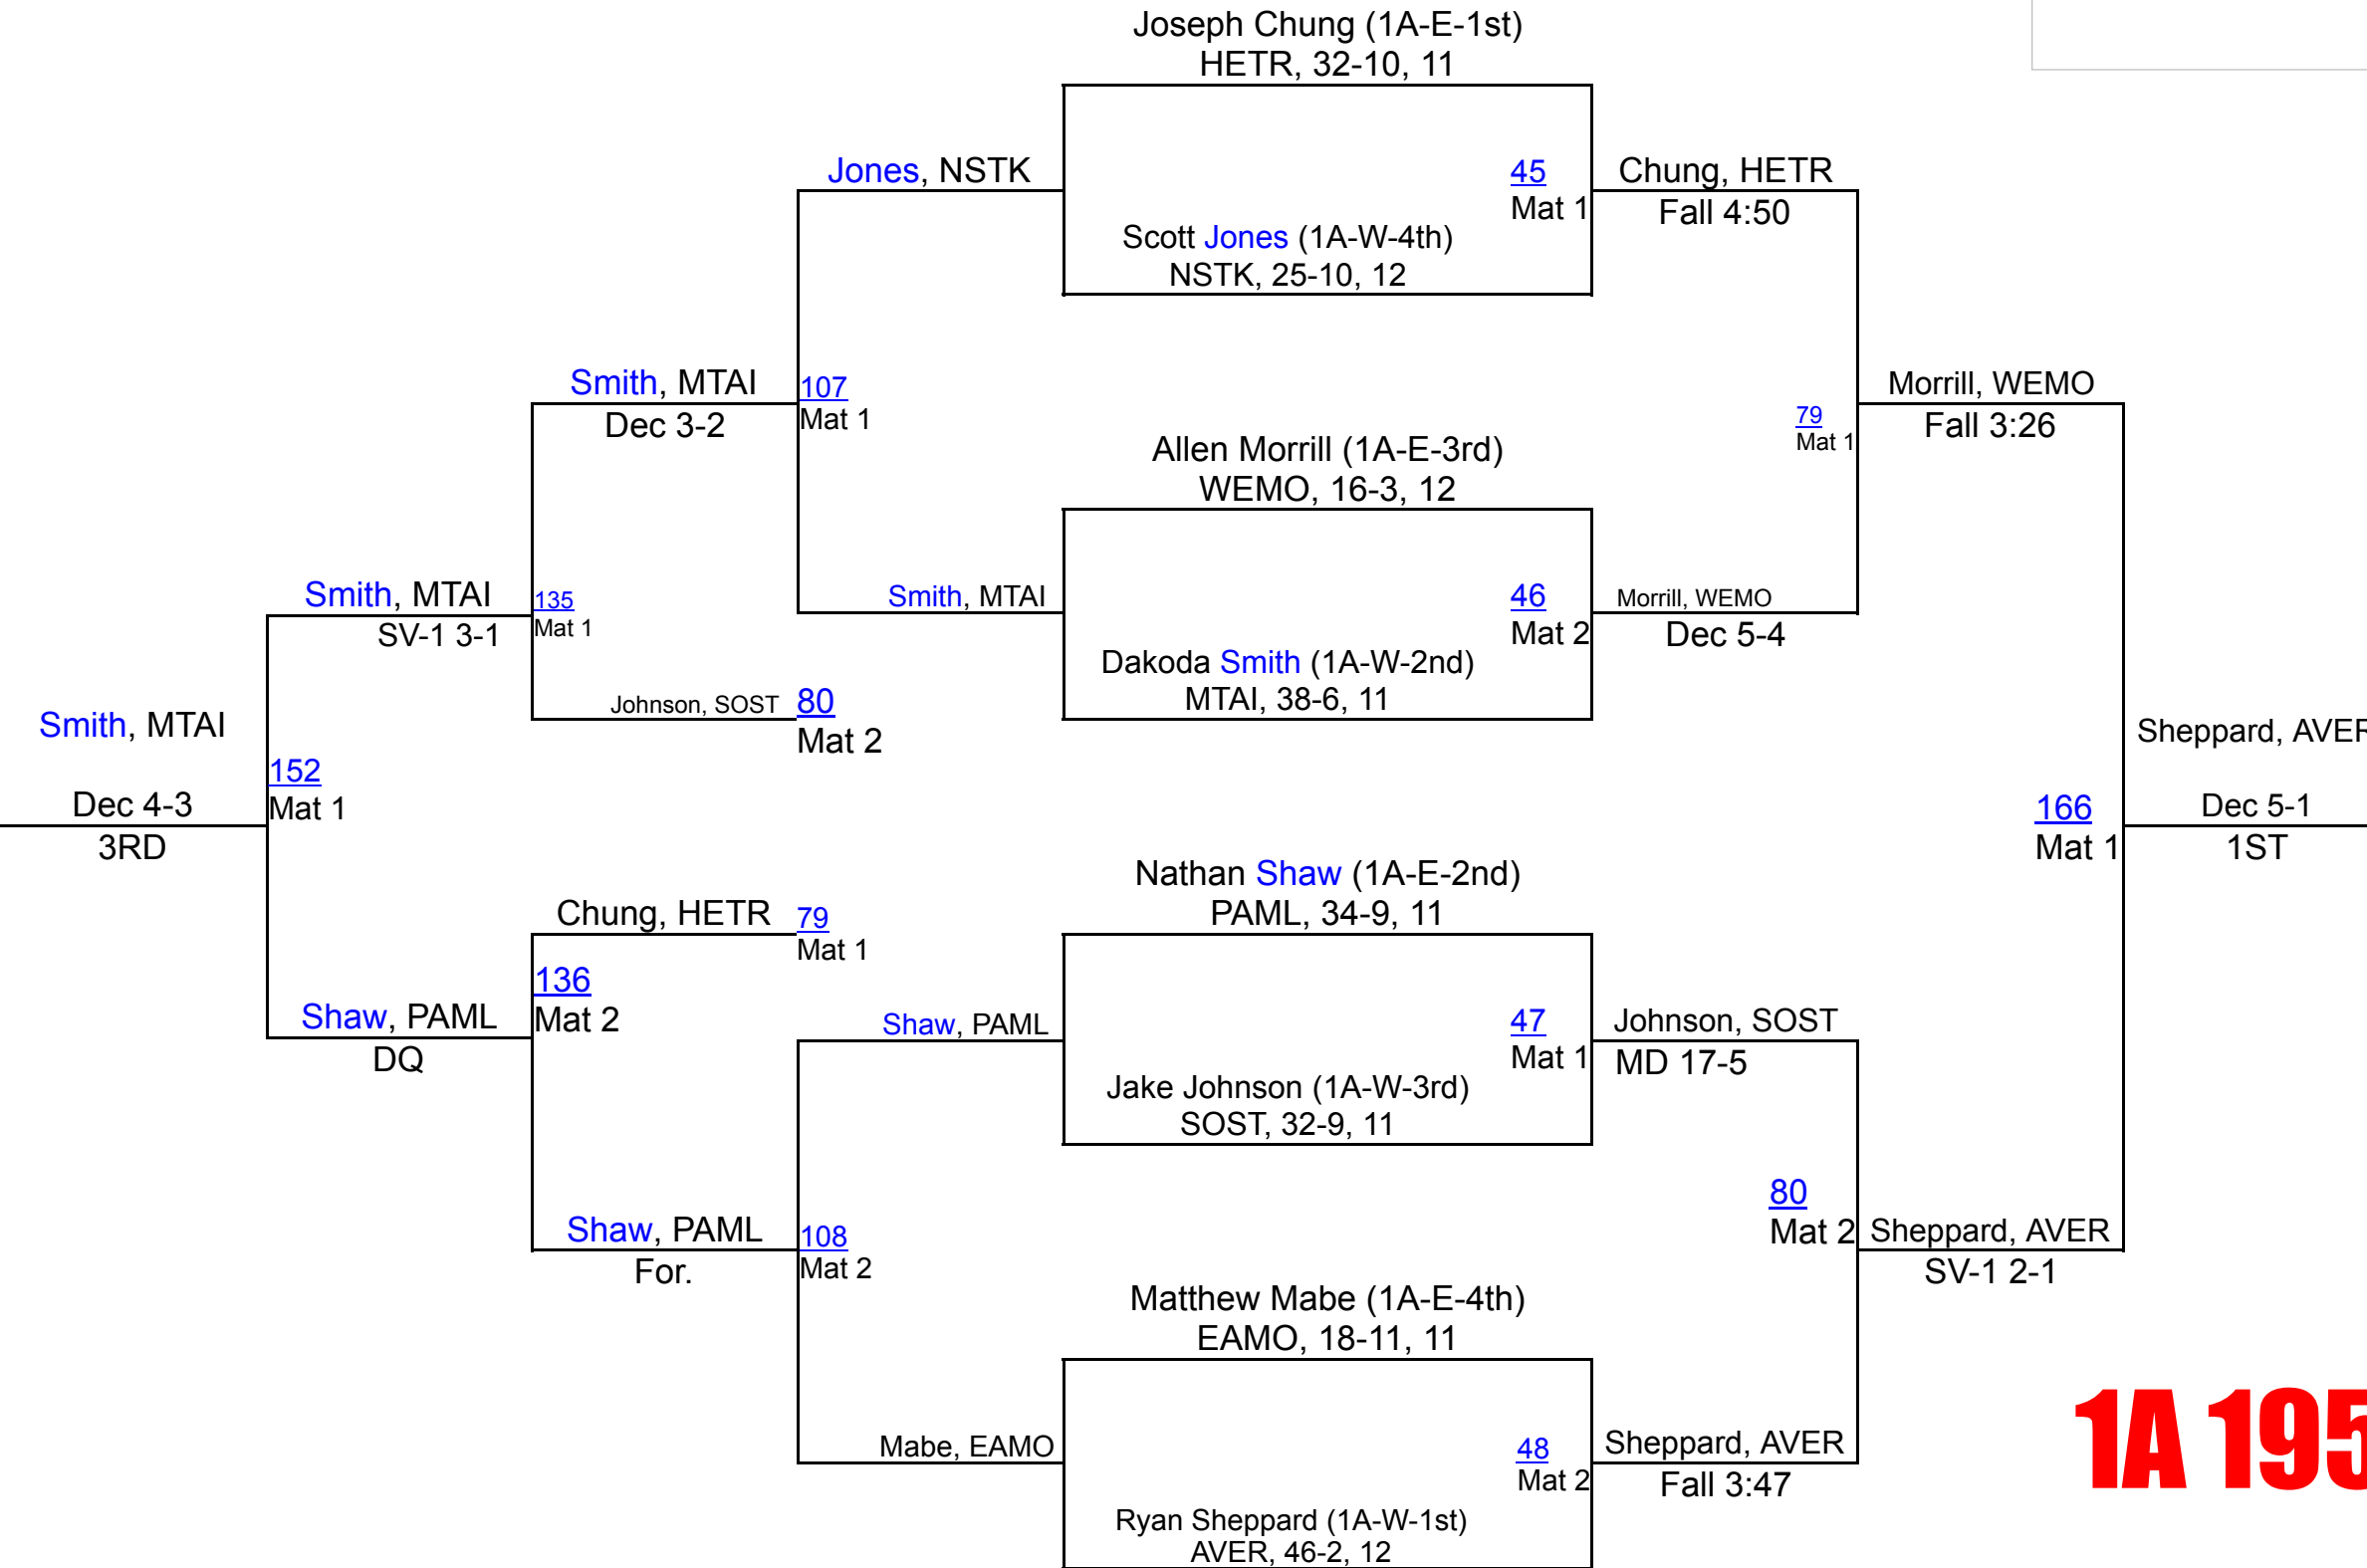 Joseph Chung (1A-E-1st)
HETR, 32-10, 11
Jones, NSTK
45
Mat 1
Chung, HETR
Fall 4:50
Scott Jones (1A-W-4th)
NSTK, 25-10, 12
Smith, MTAI
Dec 3-2
107
Mat 1
79
Mat 1
Morrill, WEMO
Fall 3:26
Allen Morrill (1A-E-3rd)
WEMO, 16-3, 12
Smith, MTAI
SV-1 3-1
135
Mat 1
Smith, MTAI
46
Mat 2
Morrill, WEMO
Dec 5-4
Dakoda Smith (1A-W-2nd)
MTAI, 38-6, 11
Johnson, SOST
80
Mat 2
Smith, MTAI
Dec 4-3
3RD
152
Mat 1
Sheppard, AVER
166
Mat 1
Dec 5-1
1ST
Nathan Shaw (1A-E-2nd)
PAML, 34-9, 11
Chung, HETR
79
Mat 1
136
Mat 2
Shaw, PAML
DQ
Shaw, PAML
47
Mat 1
Johnson, SOST
MD 17-5
Jake Johnson (1A-W-3rd)
SOST, 32-9, 11
Shaw, PAML
For.
108
Mat 2
80
Mat 2
Sheppard, AVER
SV-1 2-1
Matthew Mabe (1A-E-4th)
EAMO, 18-11, 11
Mabe, EAMO
48
Mat 2
Sheppard, AVER
Fall 3:47
Ryan Sheppard (1A-W-1st)
AVER, 46-2, 12
1A 195